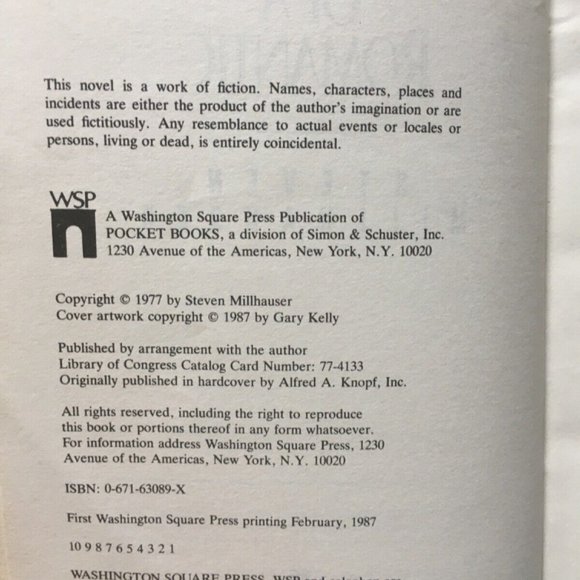 This novel is a work of fiction. Names, characters, places and
incidents are either the product of the author's imagination or are
used fictitiously. Any resemblance to actual events or locales or
persons, living or dead, is entirely coincidental.
WSP
A Washington Square Press Publication of
POCKET BOOKS, a division of Simon & Schuster, Inc.
1230 Avenue of the Americas, New York, N.Y. 10020
Copyright © 1977 by Steven Millhauser
Cover artwork copyright © 1987 by Gary Kelly
Published by arrangement with the author
Library of Congress Catalog Card Number: 77-4133
Originally published in hardcover by Alfred A. Knopf, Inc.
All rights reserved, including the right to reproduce
this book or portions thereof in any form whatsoever.
For information address Washington Square Press, 1230
Avenue of the Americas, New York, N.Y. 10020
ISBN: 0-671-63089-X
First Washington Square Press printing February, 1987
10 9 8 7 6 5 4 3 2 1
WASHINGTON SQUARE PRESS, WSP and